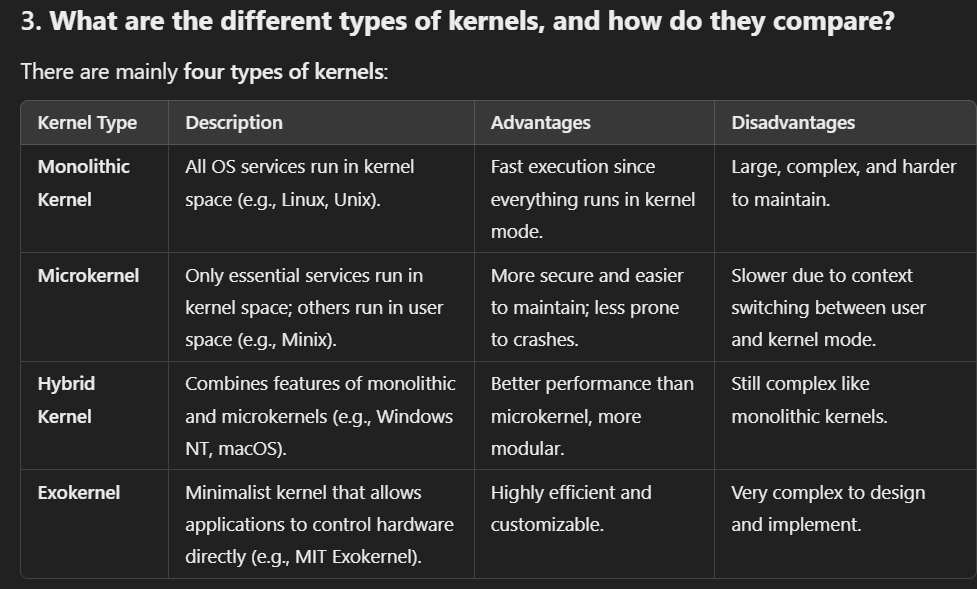 3. What are the different types of kernels, and how do they compare?
There are mainly four types of kernels:
Kernel Type Description Advantages Disadvantages
Monolithic Kernel
All OS services run in kernel
space (e.g., Linux, Unix).
Fast execution since
everything runs in kernel
mode.
Large, complex, and harder
to maintain.
Microkernel
Only essential services run in
kernel space; others run in user
space (e.g., Minix).
More secure and easier
to maintain; less prone
to crashes.
Slower due to context
switching between user
and kernel mode.
Hybrid
Kernel
Combines features of monolithic
and microkernels (e.g., Windows
NT, macOS).
Better performance than
microkernel, more
modular.
Still complex like
monolithic kernels.
Exokernel
Minimalist kernel that allows
applications to control hardware
directly (e.g., MIT Exokernel).
Highly efficient and
customizable.
Very complex to design
and implement.